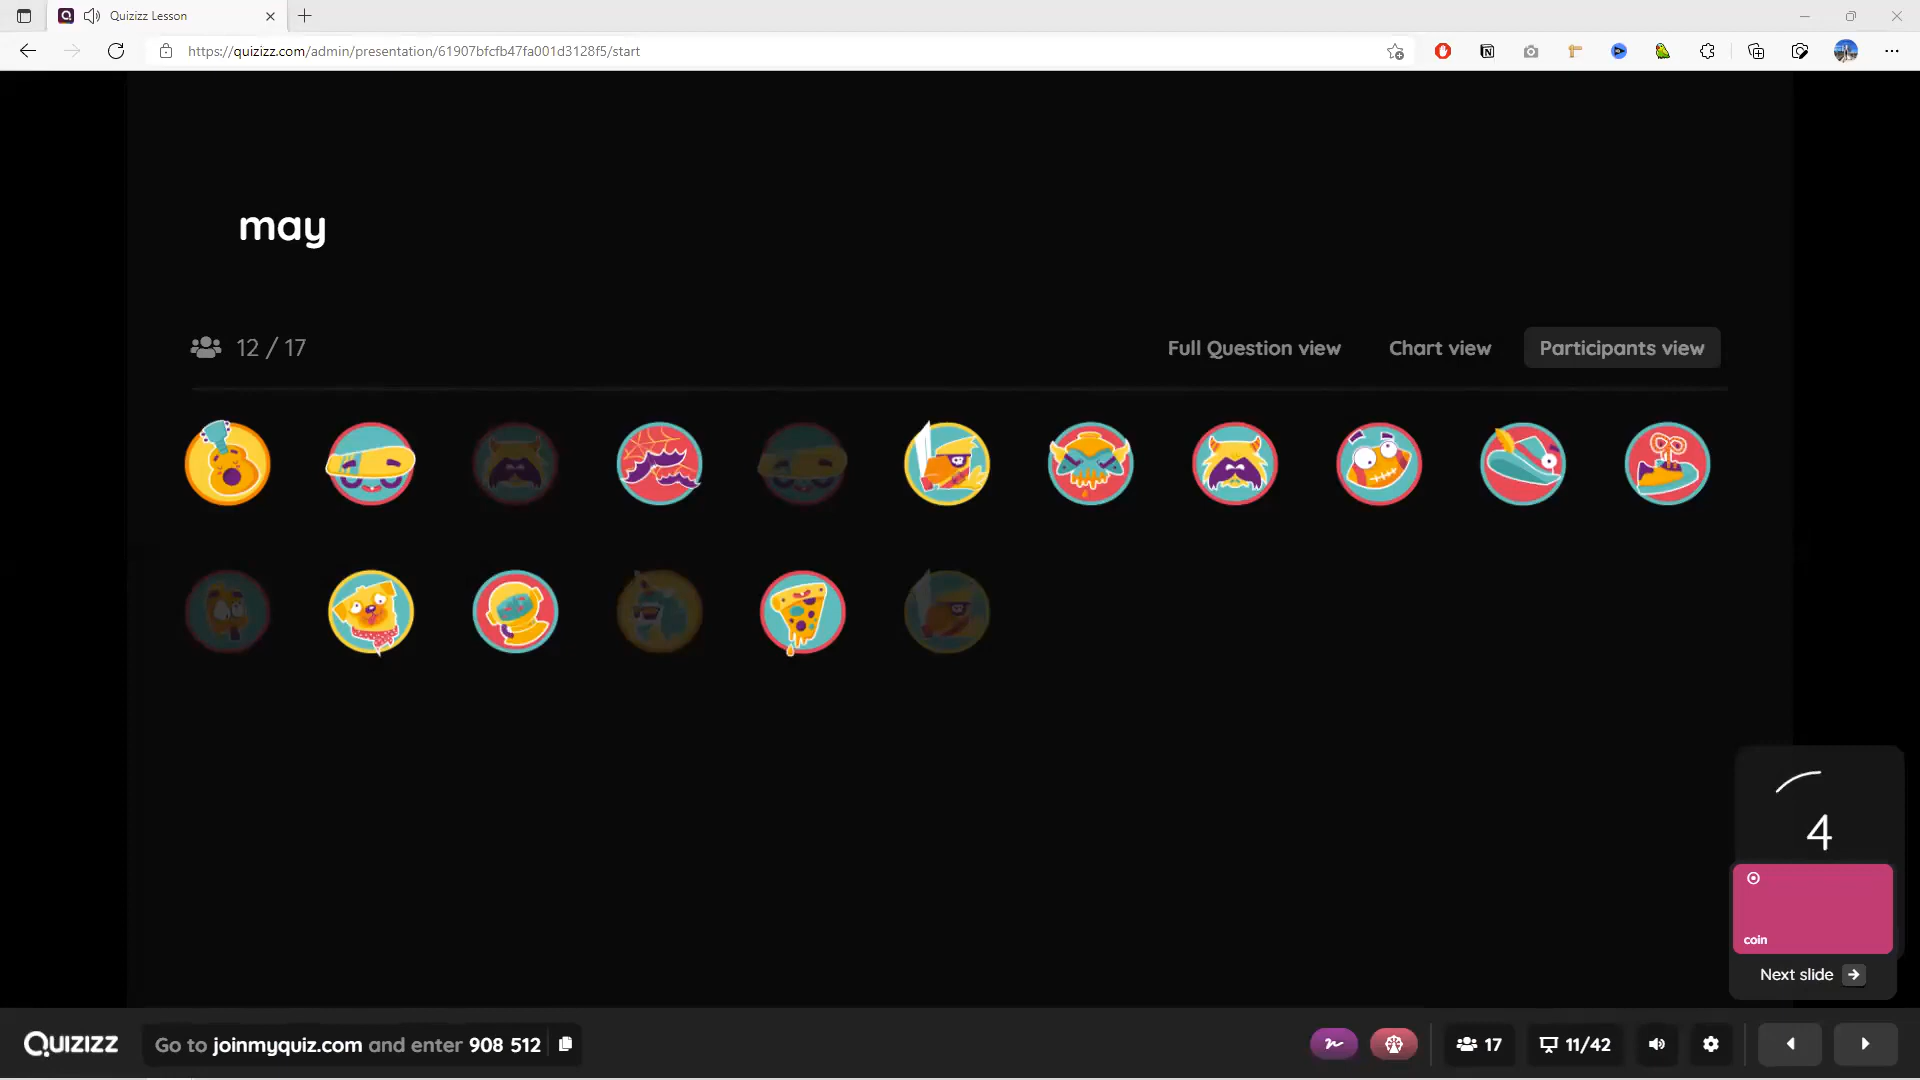 Quizizz Lesson
https://quizizz.com/admin/presentation/61907bfcfb47fa001d3128f5/start
may
12 / 17
Full Question view
Chart view
Participants view
4
coin
Next slide
QUIZIZZ
Go to joinmyquiz.com and enter 908 512
17
11/42